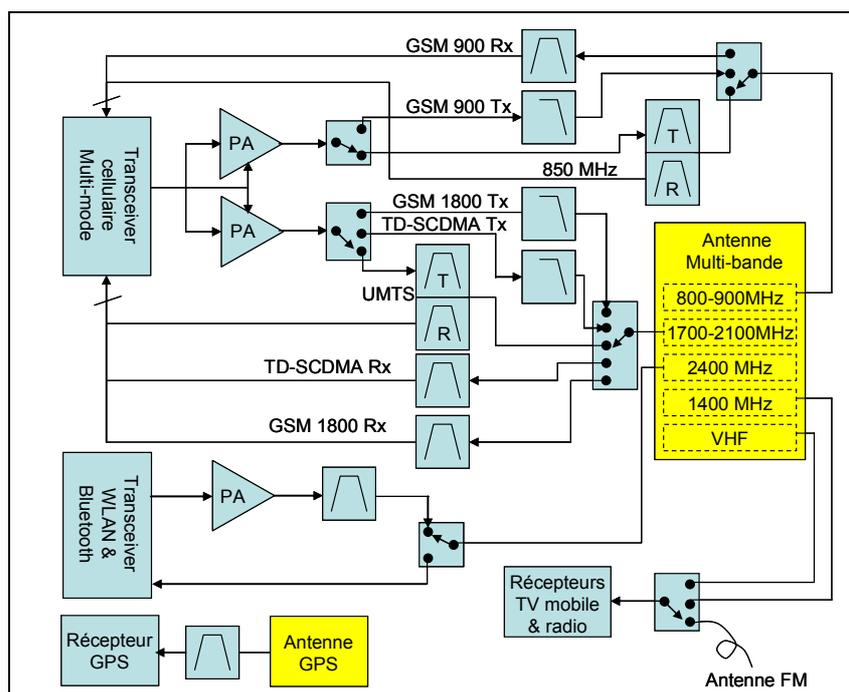 GSM 900 Rx
GSM 900 Tx
PA
T
850 MHz
R
Transceiver
cellulaire
Multi-mode
GSM 1800 Tx
PA
TD-SCDMA Tx
Antenne
Multi-bande
T
UMTS
800-900MHz
R
1700-2100MHz
TD-SCDMA Rx
2400 MHz
1400 MHz
GSM 1800 Rx
VHF
Transceiver
WLAN &
Bluetooth
PA
Récepteurs
TV mobile
& radio
Récepteur
GPS
Antenne
GPS
Antenne FM